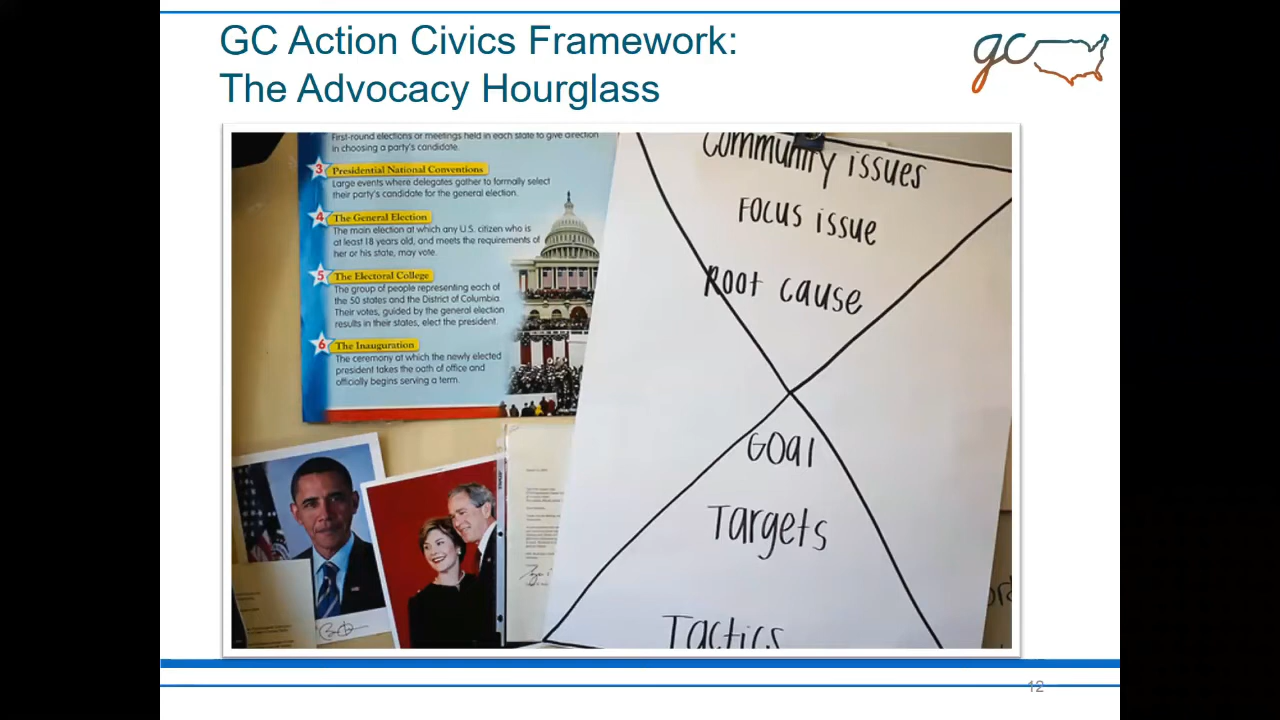 GC Action Civics Framework:
The Advocacy Hourglass
gc
First-round elections or meetings held in each state to give direction
in choosing a party's candidate.
3 Presidential National Conventions
Large events where delegates gather to formally select
their party's candidate for the general election.
4 The General Election
The main election at which any U.S. citizen who is
at least 18 years old, and meets the requirements of
her or his state, may vote.
5 The Electoral College
The group of people representing each of
the 50 states and the District of Columbia.
Their votes, guided by the general election
results in their states, elect the president.
6 The Inauguration
The ceremony at which the newly elected
president takes the oath of office and
officially begins serving a term.
Community issues
Focus issue
Root cause
Goal
Targets
Tactics
12